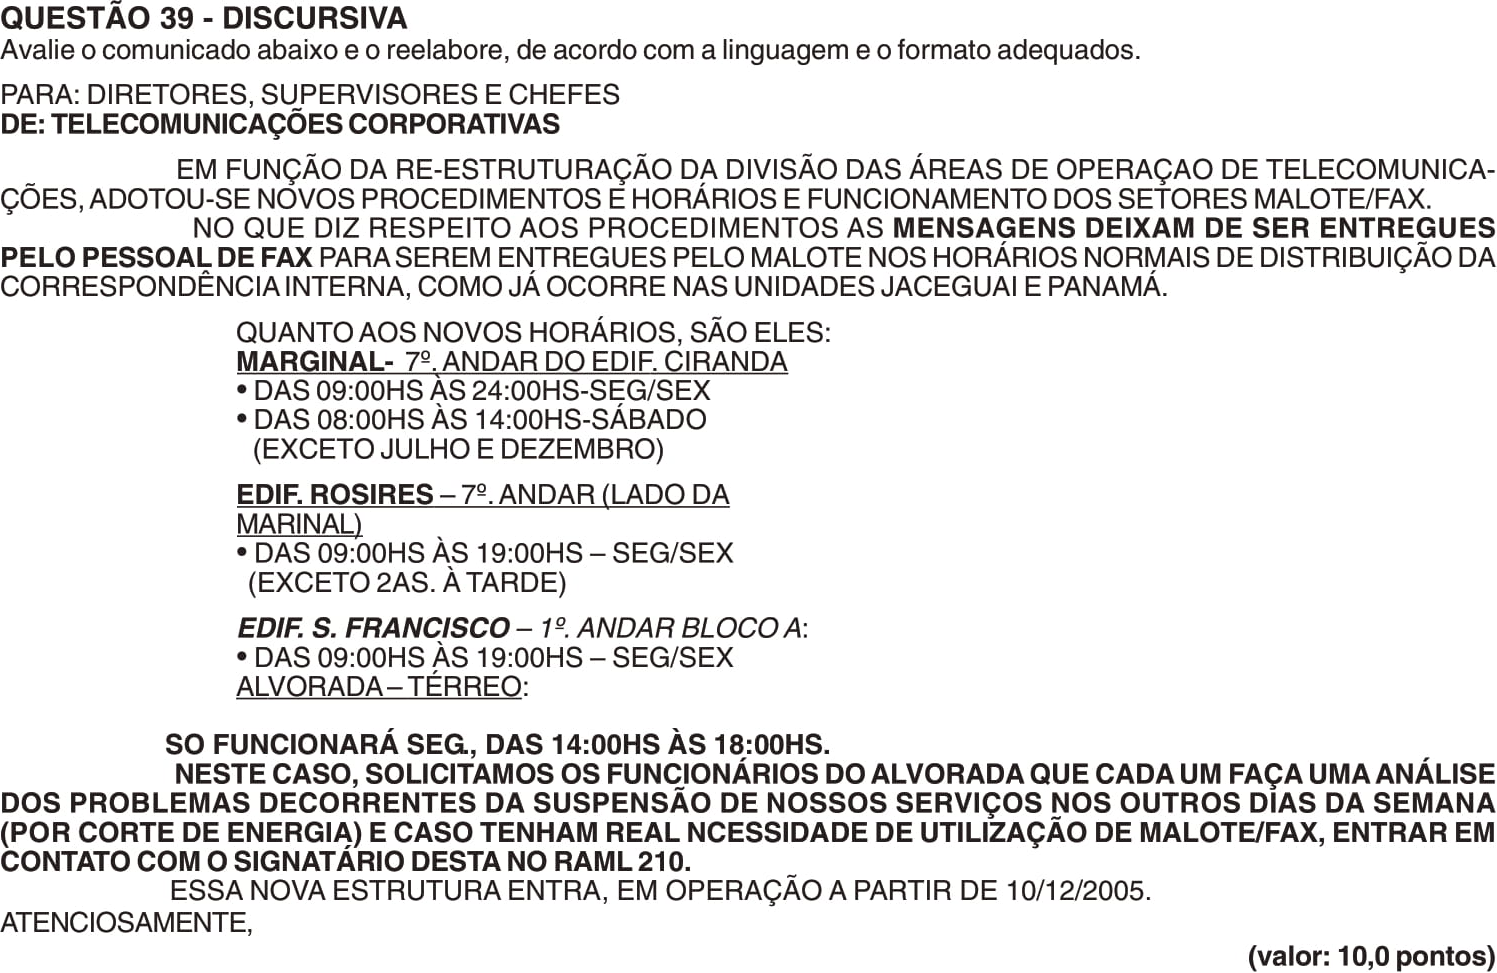 QUESTÃO 39 - DISCURSIVA
Avalie o comunicado abaixo e o reelabore, de acordo com a linguagem e o formato adequados.
PARA: DIRETORES, SUPERVISORES E CHEFES
DE: TELECOMUNICAÇÕES CORPORATIVAS
EM FUNÇÃO DA RE-ESTRUTURAÇÃO DA DIVISÃO DAS ÁREAS DE OPERAÇAO DE TELECOMUNICA-
ÇÕES, ADOTOU-SE NOVOS PROCEDIMENTOS E HORÁRIOS E FUNCIONAMENTO DOS SETORES MALOTE/FAX.
NO QUE DIZ RESPEITO AOS PROCEDIMENTOS AS MENSAGENS DEIXAM DE SER ENTREGUES
PELO PESSOAL DE FAX PARA SEREM ENTREGUES PELO MALOTE NOS HORÁRIOS NORMAIS DE DISTRIBUIÇÃO DA
CORRESPONDÊNCIA INTERNA, COMO JÁ OCORRE NAS UNIDADES JACEGUAI E PANAMÁ.
QUANTO AOS NOVOS HORÁRIOS, SÃO ELES:
MARGINAL- 7º. ANDAR DO EDIF. CIRANDA
• DAS 09:00HS ÀS 24:00HS-SEG/SEX
• DAS 08:00HS ÀS 14:00HS-SÁBADO
(EXCETO JULHO E DEZEMBRO)
EDIF. ROSIRES – 7º. ANDAR (LADO DA
MARINAL)
• DAS 09:00HS ÀS 19:00HS – SEG/SEX
(EXCETO 2AS. À TARDE)
EDIF. S. FRANCISCO – 1º. ANDAR BLOCO A:
• DAS 09:00HS ÀS 19:00HS – SEG/SEX
ALVORADA – TÉRREO:
SO FUNCIONARÁ SEG., DAS 14:00HS ÀS 18:00HS.
NESTE CASO, SOLICITAMOS OS FUNCIONÁRIOS DO ALVORADA QUE CADA UM FAÇA UMA ANÁLISE
DOS PROBLEMAS DECORRENTES DA SUSPENSÃO DE NOSSOS SERVIÇOS NOS OUTROS DIAS DA SEMANA
(POR CORTE DE ENERGIA) E CASO TENHAM REAL NCESSIDADE DE UTILIZAÇÃO DE MALOTE/FAX, ENTRAR EM
CONTATO COM O SIGNATÁRIO DESTA NO RAML 210.
ESSA NOVA ESTRUTURA ENTRA, EM OPERAÇÃO A PARTIR DE 10/12/2005.
ATENCIOSAMENTE,
(valor: 10,0 pontos)